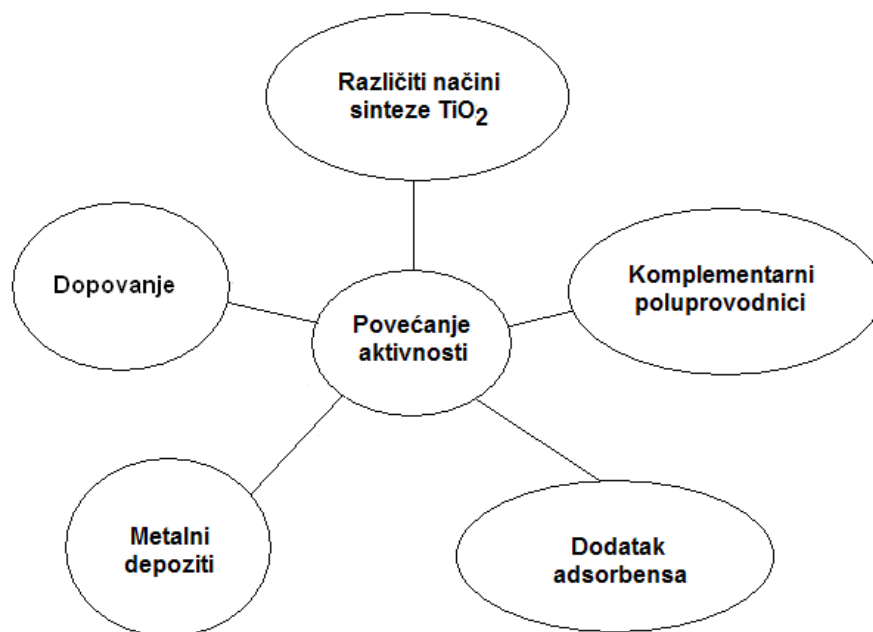 Različiti načini
sinteze TiO₂
Dopovanje
Komplementarni
poluprovodnici
Povećanje
aktivnosti
Metalni
depoziti
Dodatak
adsorbensa